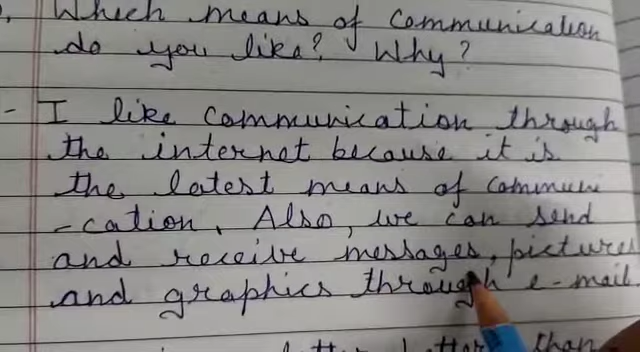 Which means of communication
do you like? Why?
- I like communication through
the internet because it is
the latest means of communi
-cation. Also, we can send
and receive messages, pictures
and graphics through e-mail.
than